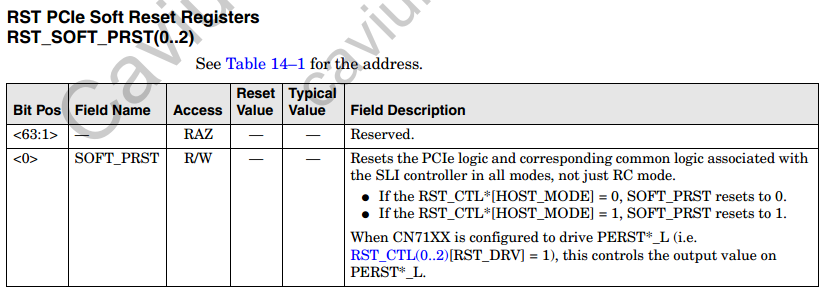 RST PCIe Soft Reset Registers
RST_SOFT_PRST(0..2)
See Table 14–1 for the address.
Bit Pos Field Name Access Reset Value Typical Value Field Description
<63:1> — RAZ — — Reserved.
<0> SOFT_PRST R/W — — Resets the PCIe logic and corresponding common logic associated with
the SLI controller in all modes, not just RC mode.
● If the RST_CTL*[HOST_MODE] = 0, SOFT_PRST resets to 0.
● If the RST_CTL*[HOST_MODE] = 1, SOFT_PRST resets to 1.
When CN71XX is configured to drive PERST*_L (i.e.
RST_CTL(0..2)[RST_DRV] = 1), this controls the output value on
PERST*_L.
Cavium
cavium